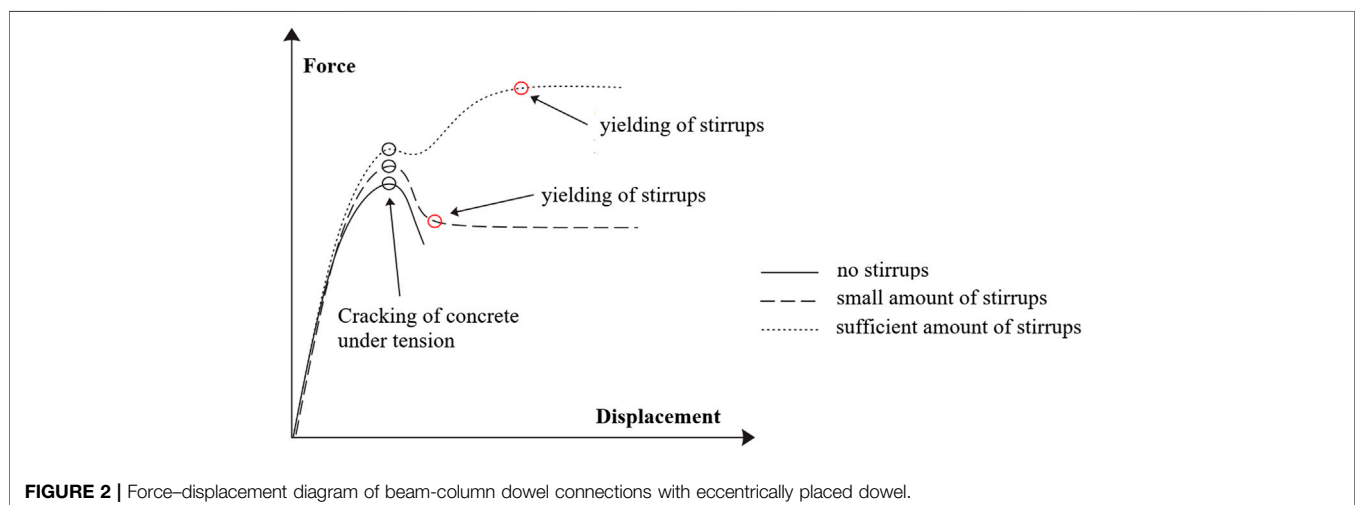 Force
yielding of stirrups
yielding of stirrups
no stirrups
small amount of stirrups
sufficient amount of stirrups
Cracking of concrete
under tension
Displacement
FIGURE 2 | Force–displacement diagram of beam-column dowel connections with eccentrically placed dowel.